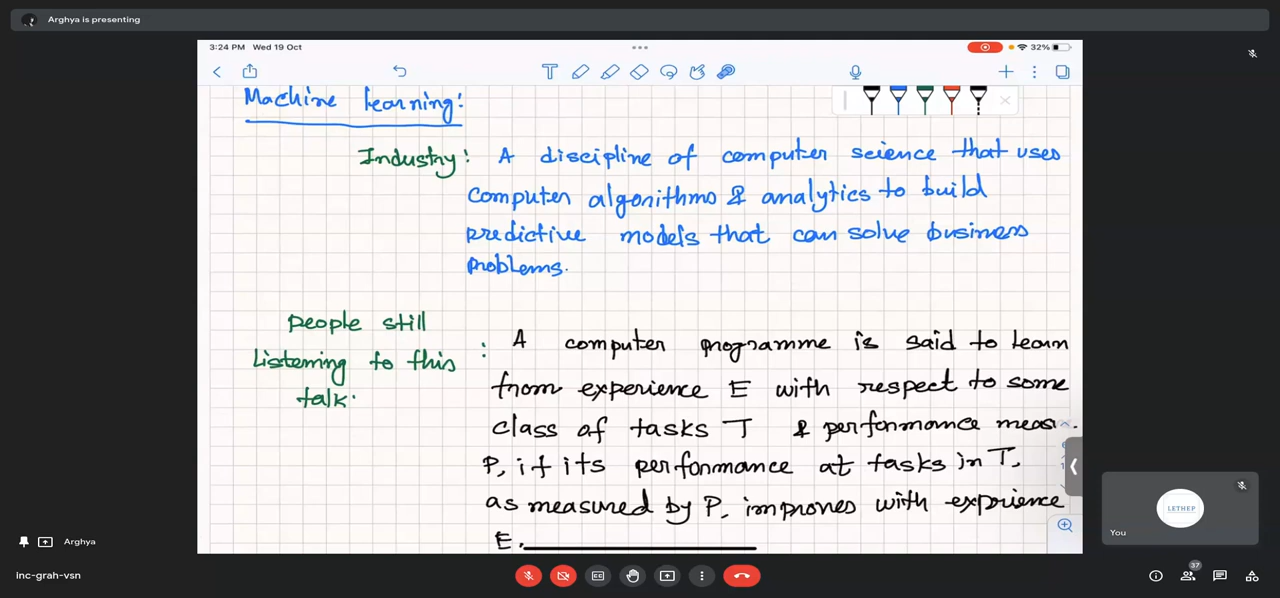 Arghya is presenting
3:24 PM Wed 19 Oct
32%
Machine learning:
Industry: A discipline of computer science that uses
computer algorithms & analytics to build
predictive models that can solve business
problems.
People still
Listening to this
talk. :
A computer programme is said to learn
from experience E with respect to some
class of tasks T & performance meas
P, if its performance at tasks in T,
as measured by P, improves with experience
E.
LETHEP
You
Arghya
lnc-grah-vsn
37